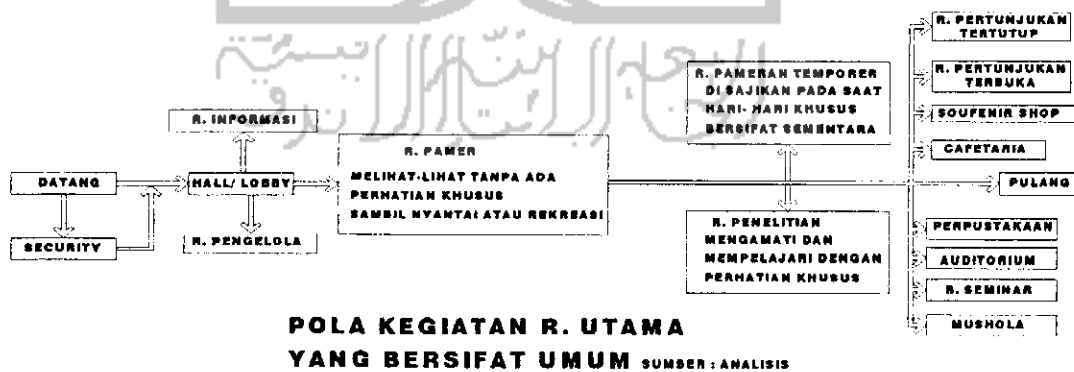 R. PERTUNJUKAN
TERTUTUP
R. PERTUNJUKAN
TERBUKA
SOUFENIR SHOP
CAFETARIA
PULANG
PERPUSTAKAAN
AUDITORIUM
R. SEMINAR
MUSHOLA
R. PAMERAN TEMPORER
DI SAJIKAN PADA SAAT
HARI- HARI KHUSUS
BERSIFAT SEMENTARA
R. PENELITIAN
MENGAMATI DAN
MEMPELAJARI DENGAN
PERHATIAN KHUSUS
R. INFORMASI
DATANG
HALL/ LOBBY
SECURITY
R. PENGELOLA
R. PAMER
MELIHAT-LIHAT TANPA ADA
PERHATIAN KHUSUS
SAMBIL NYANTAI ATAU REKREASI
POLA KEGIATAN R. UTAMA
YANG BERSIFAT UMUM SUMBER : ANALISIS